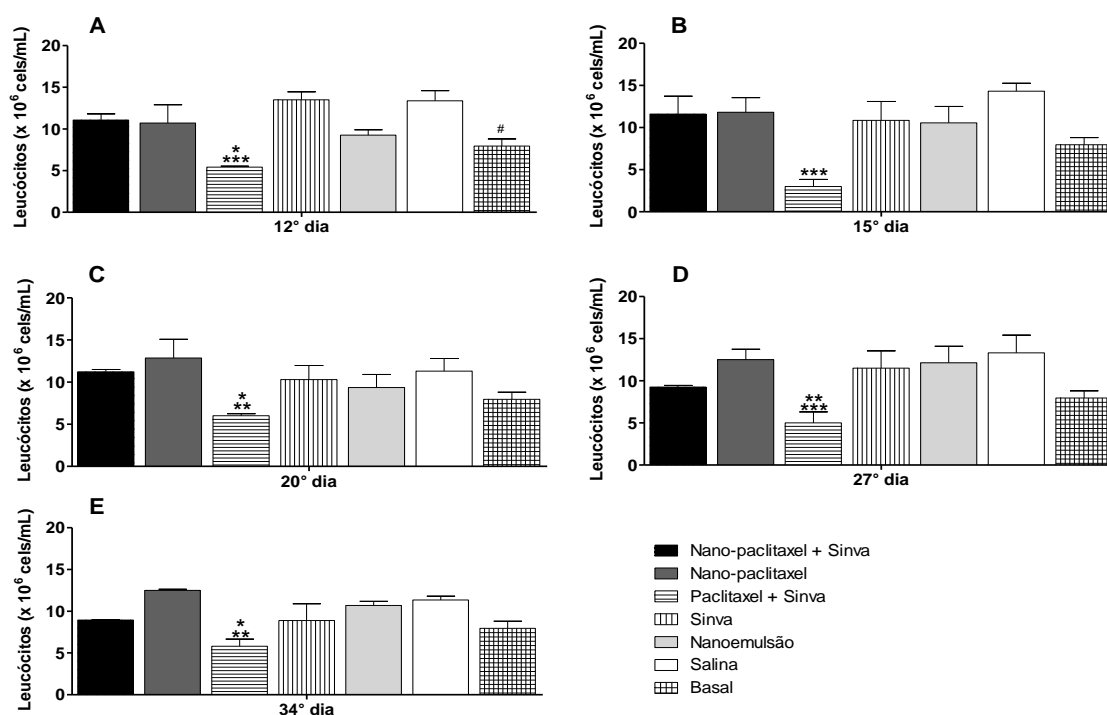 A
Leucócitos (x 10⁶ cels/mL)
20
15
10
5
0
*
***
#
12° dia
B
Leucócitos (x 10⁶ cels/mL)
20
15
10
5
0
***
15° dia
C
Leucócitos (x 10⁶ cels/mL)
20
15
10
5
0
*
**
20° dia
D
Leucócitos (x 10⁶ cels/mL)
20
15
10
5
0
**
***
27° dia
E
Leucócitos (x 10⁶ cels/mL)
20
15
10
5
0
*
**
34° dia
Nano-paclitaxel + Sinva
Nano-paclitaxel
Paclitaxel + Sinva
Sinva
Nanoemulsão
Salina
Basal